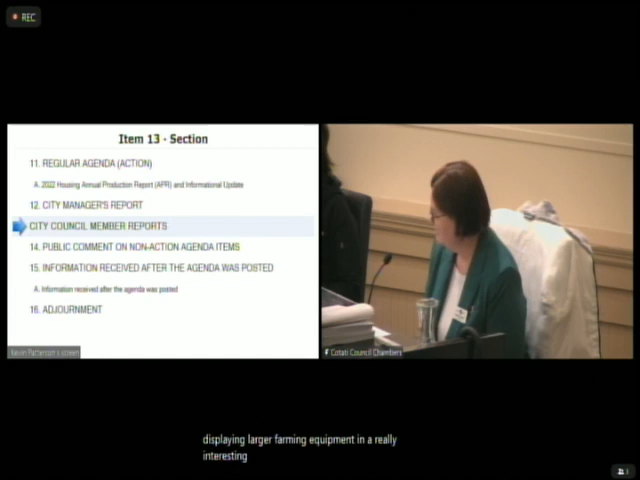 REC
Item 13 - Section
11. REGULAR AGENDA (ACTION)
A. 2022 Housing Annual Production Report (APR) and Informational Update
12. CITY MANAGER'S REPORT
CITY COUNCIL MEMBER REPORTS
14. PUBLIC COMMENT ON NON-ACTION AGENDA ITEMS
15. INFORMATION RECEIVED AFTER THE AGENDA WAS POSTED
A. Information received after the agenda was posted
16. ADJOURNMENT
Kevin Patterson's screen
Cotati Council Chambers
displaying larger farming equipment in a really
interesting